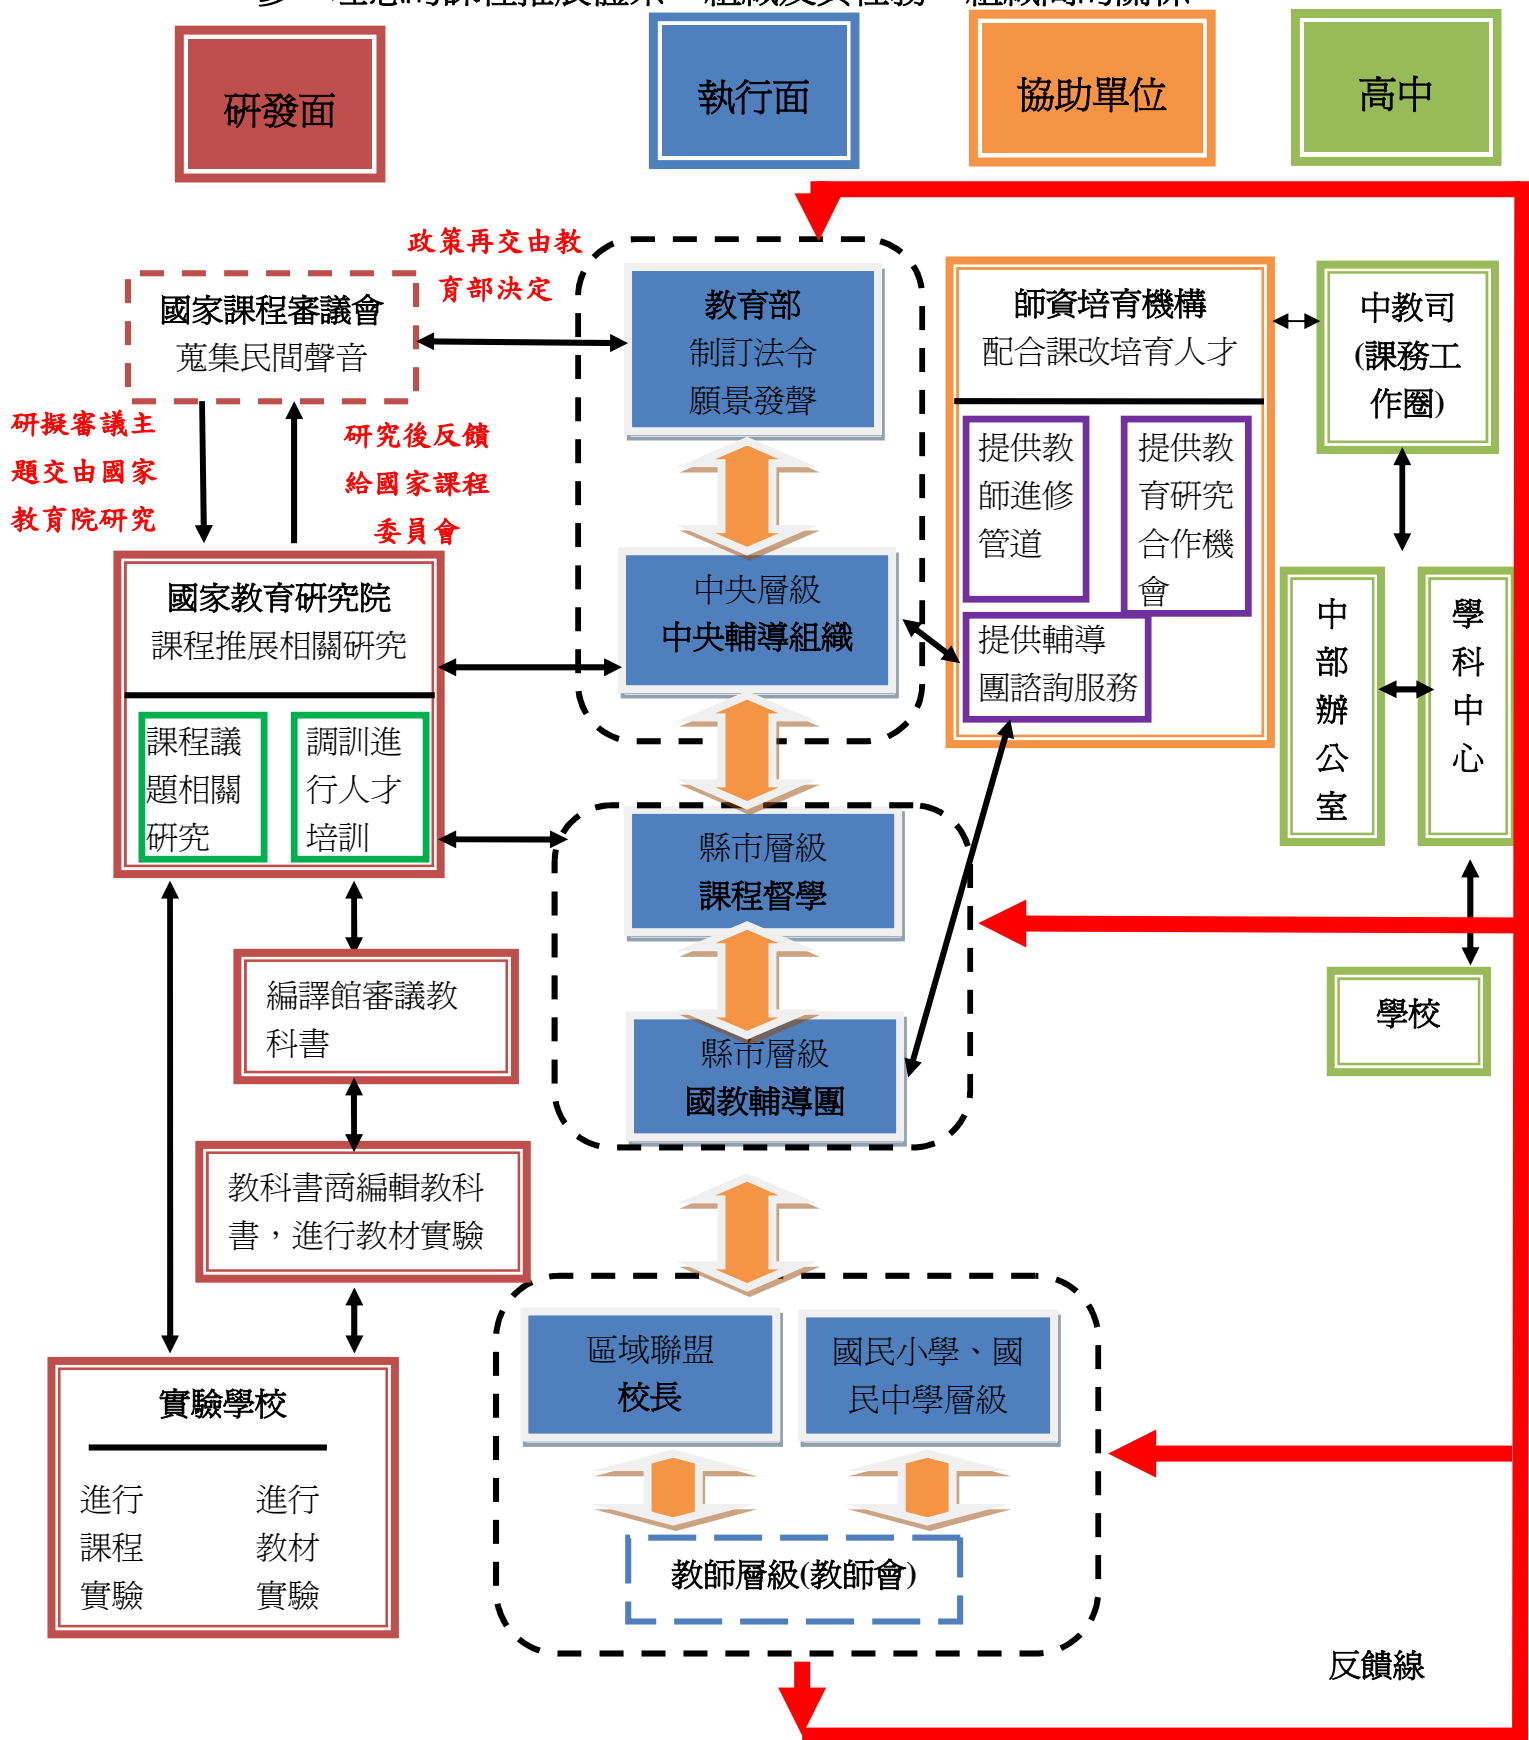 研發面
執行面
協助單位
高中
政策再交由教
育部決定
國家課程審議會
蒐集民間聲音
研擬審議主
題交由國家
教育院研究
研究後反饋
給國家課程
委員會
教育部
制訂法令
願景發聲
師資培育機構
配合課改培育人才
提供教
師進修
管道
提供教
育研究
合作機
會
提供輔導
團諮詢服務
中教司
(課務工
作圈)
中央層級
中央輔導組織
國家教育研究院
課程推展相關研究
課程議
題相關
研究
調訓進
行人才
培訓
中
部
辦
公
室
學
科
中
心
縣市層級
課程督學
編譯館審議教
科書
縣市層級
國教輔導團
學校
教科書商編輯教科
書，進行教材實驗
區域聯盟
校長
國民小學、國
民中學層級
實驗學校
進行
課程
實驗
進行
教材
實驗
教師層級(教師會)
反饋線